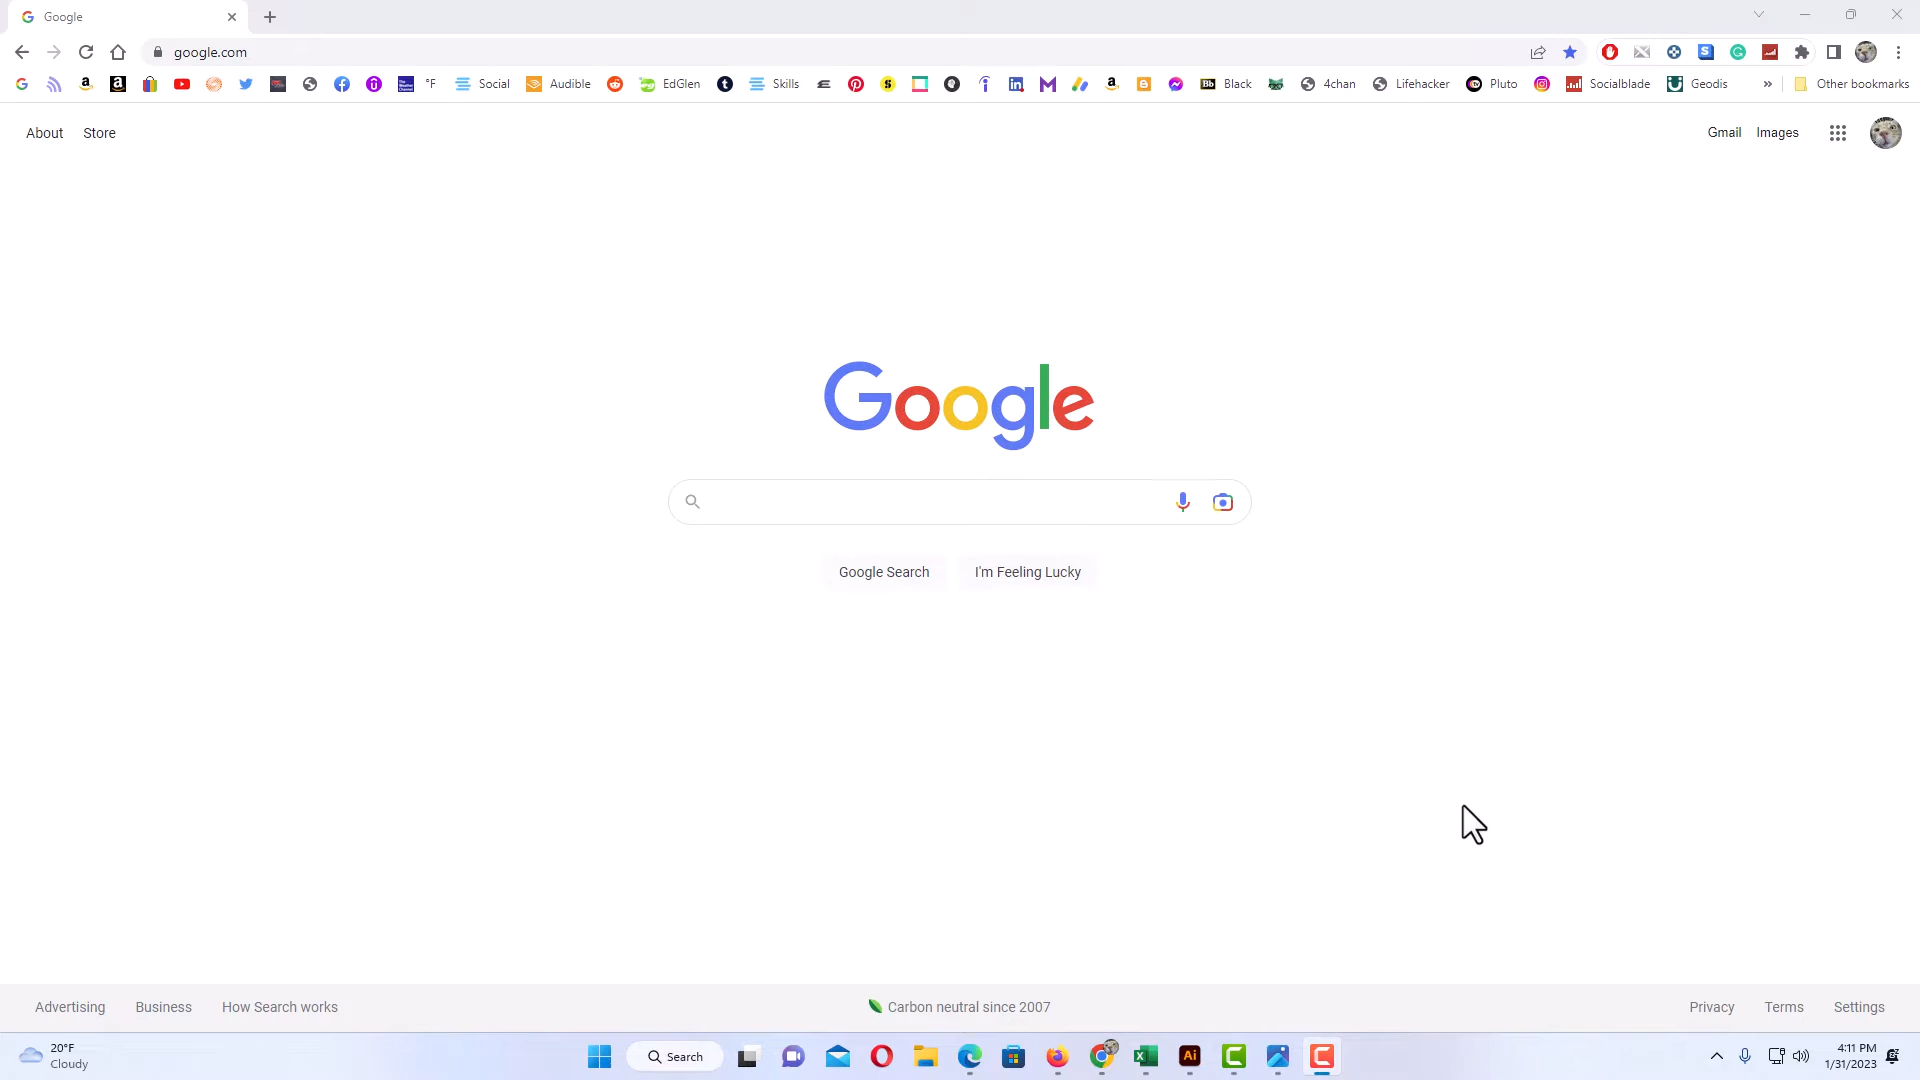 Google
google.com
°F
Social
Audible
EdGlen
Skills
Bb Black
4chan
Lifehacker
Pluto
Socialblade
Geodis
Other bookmarks
About Store
Gmail Images
Google
Google Search I'm Feeling Lucky
Advertising Business How Search works
Carbon neutral since 2007
Privacy Terms Settings
20°F
Cloudy
Search
Ai
4:11 PM
1/31/2023